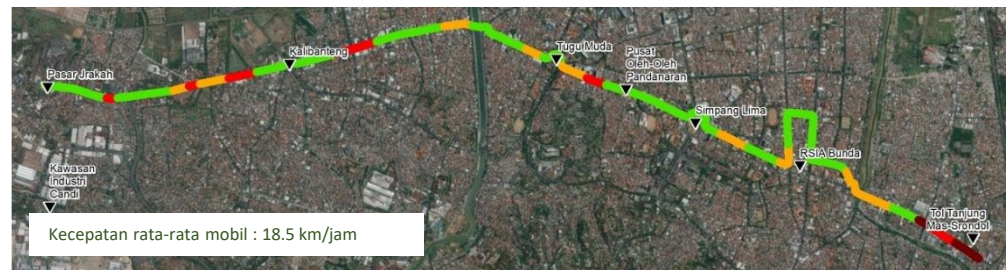 Pasar Jrakah
Kalibanteng
Tugu Muda
Pusat
Oleh-Oleh
Pandanaran
Simpang Lima
RSIA Bunda
Kawasan
Industri
Candi
Tol Tanjung
Mas-Srondol
Kecepatan rata-rata mobil : 18.5 km/jam